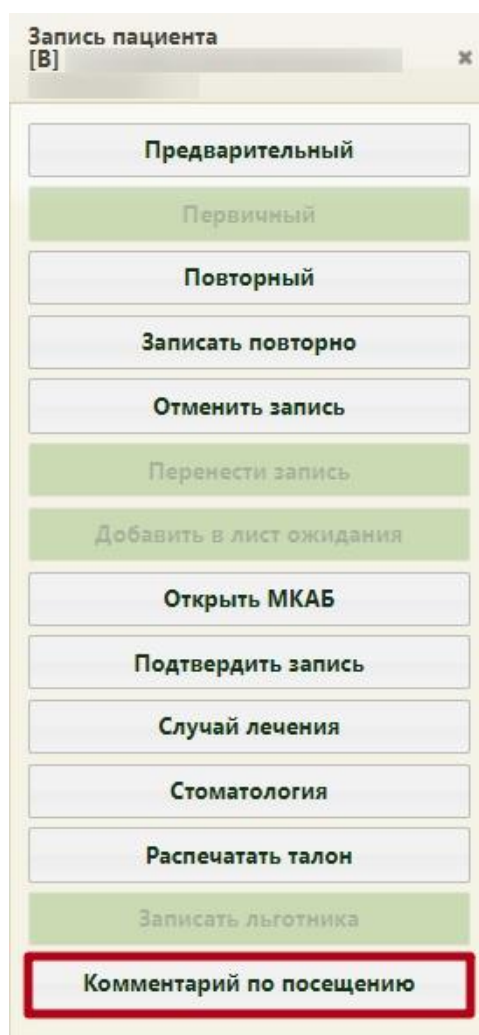 Запись пациента
[В]
Предварительный
Первичный
Повторный
Записать повторно
Отменить запись
Перенести запись
Добавить в лист ожидания
Открыть МКАБ
Подтвердить запись
Случай лечения
Стоматология
Распечатать талон
Записать льготника
Комментарий по посещению